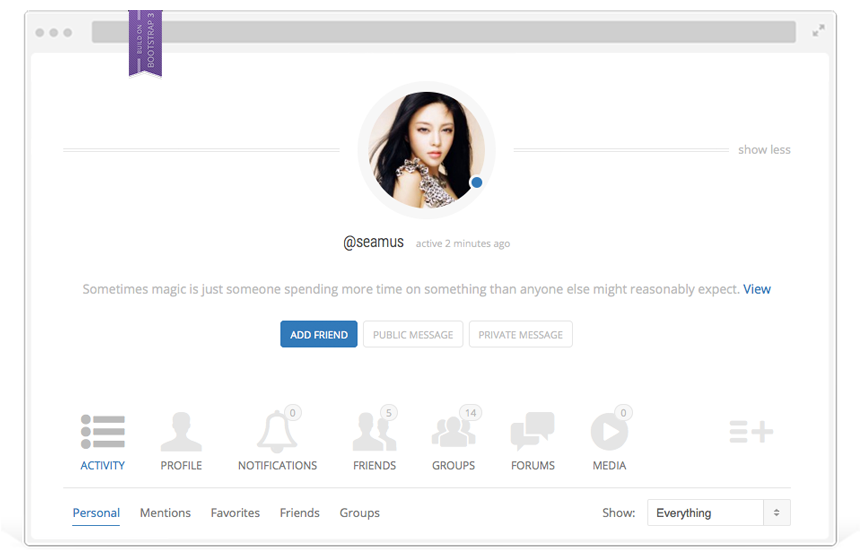 BUILD ON
BOOTSTRAP 3
show less
@seamus active 2 minutes ago
Sometimes magic is just someone spending more time on something than anyone else might reasonably expect. View
ADD FRIEND PUBLIC MESSAGE PRIVATE MESSAGE
0 5 14 0
ACTIVITY PROFILE NOTIFICATIONS FRIENDS GROUPS FORUMS MEDIA
Personal Mentions Favorites Friends Groups Show: Everything